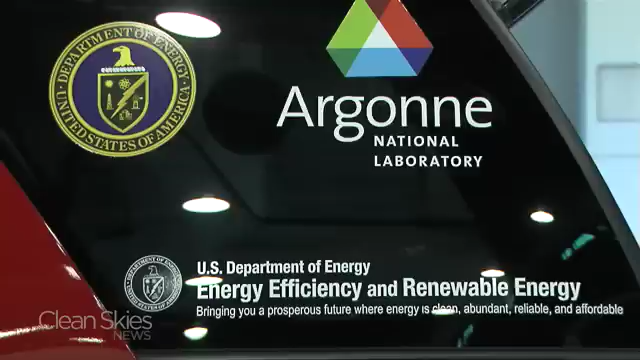 DEPARTMENT OF ENERGY
UNITED STATES OF AMERICA
Argonne
NATIONAL
LABORATORY
U.S. Department of Energy
Energy Efficiency and Renewable Energy
Bringing you a prosperous future where energy is clean, abundant, reliable, and affordable
Clean Skies
NEWS